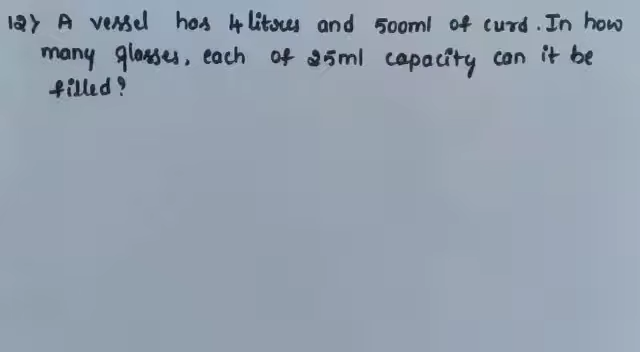 12) A vessel has 4 litres and 500ml of curd. In how
many glasses, each of 25ml capacity can it be
filled?